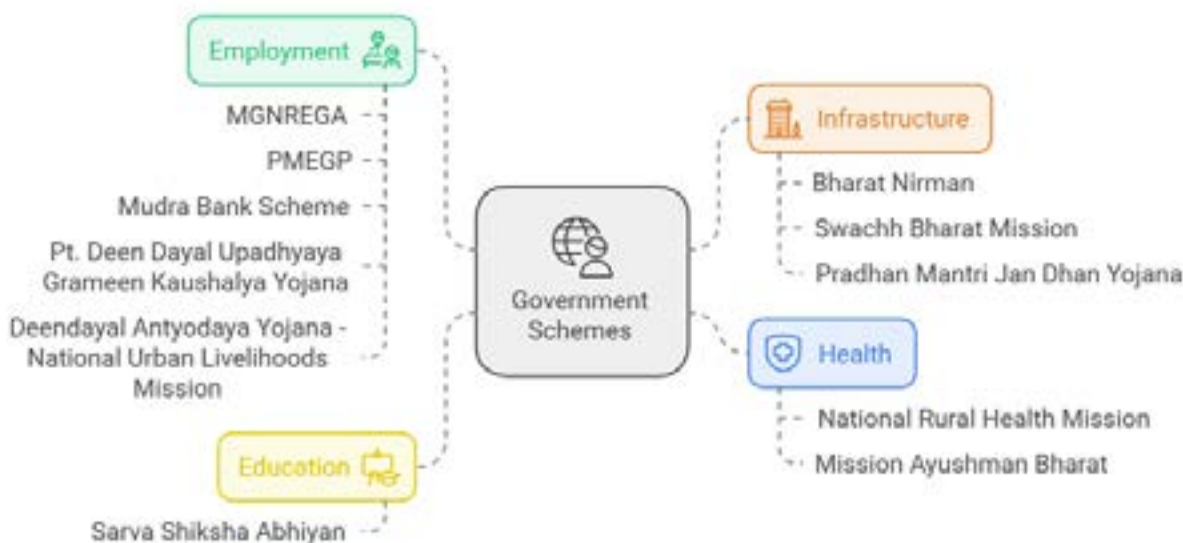 Employment
MGNREGA
PMEGP
Mudra Bank Scheme
Pt. Deen Dayal Upadhyaya
Grameen Kaushalya Yojana
Deendayal Antyodaya Yojana -
National Urban Livelihoods
Mission
Education
Sarva Shiksha Abhiyan
Government
Schemes
Infrastructure
Bharat Nirman
Swachh Bharat Mission
Pradhan Mantri Jan Dhan Yojana
Health
National Rural Health Mission
Mission Ayushman Bharat